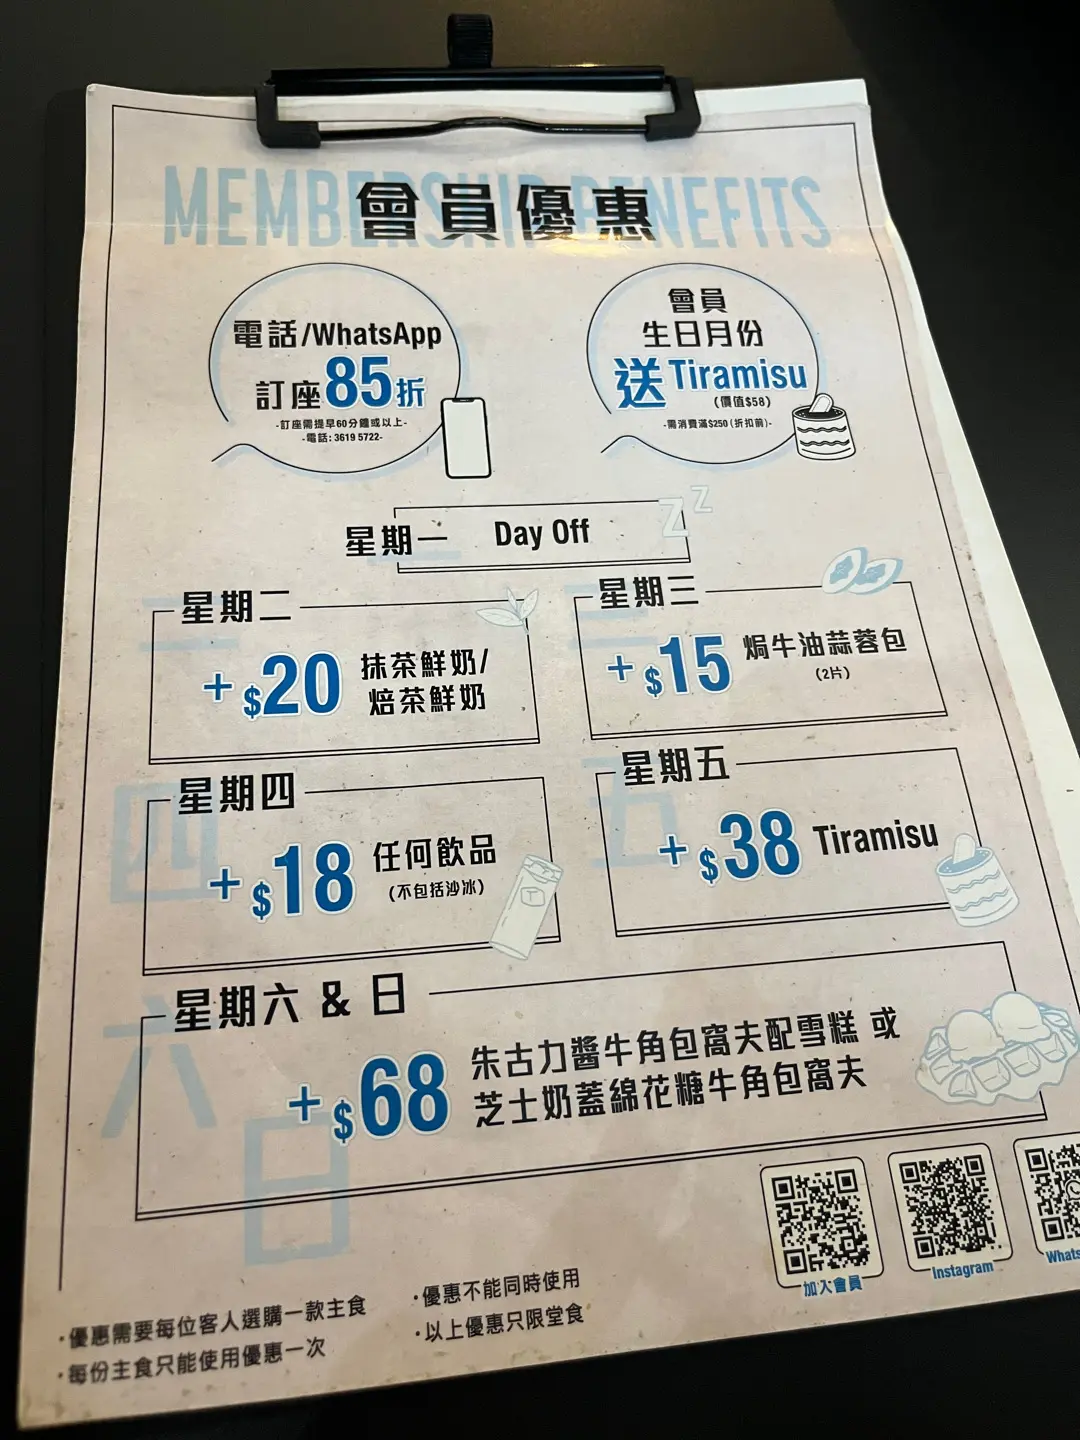 MEMBERSHIP BENEFITS
會員優惠
電話/WhatsApp
訂座85折
-訂座需提早60分鐘或以上-
-電話: 3619 5722-
會員
生日月份
送Tiramisu
(價值$58)
-需消費滿$250 (折扣前)-
星期一 Day Off
zz
二
星期二
+$20 抹茶鮮奶/
焙茶鮮奶
三
星期三
+$15 焗牛油蒜蓉包
(2片)
四
星期四
+$18 任何飲品
(不包括沙冰)
五
星期五
+$38 Tiramisu
六
日
星期六 & 日
+$68 朱古力醬牛角包窩夫配雪糕 或
芝士奶蓋綿花糖牛角包窩夫
加入會員
Instagram
Whats
·優惠需要每位客人選購一款主食
·每份主食只能使用優惠一次
·優惠不能同時使用
·以上優惠只限堂食